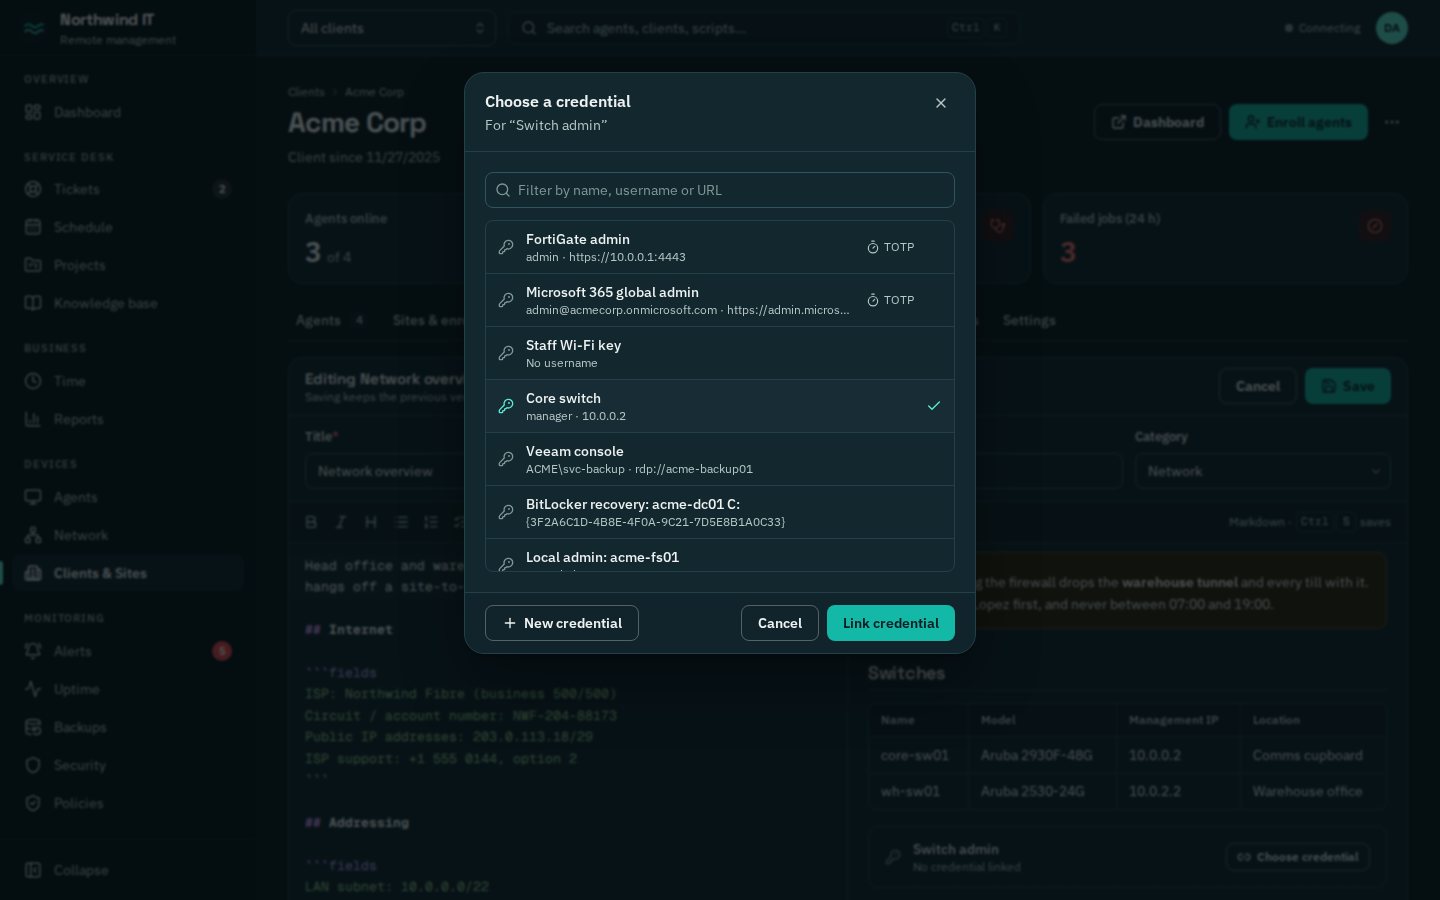 Northwind IT
Remote management
All clients
Search agents, clients, scripts...
Ctrl K
Connecting
DA
OVERVIEW
Dashboard
SERVICE DESK
Tickets 2
Schedule
Projects
Knowledge base
BUSINESS
Time
Reports
DEVICES
Agents
Network
Clients & Sites
MONITORING
Alerts 5
Uptime
Backups
Security
Policies
Collapse
Clients > Acme Corp
Acme Corp
Client since 11/27/2025
Dashboard
Enroll agents
Agents online
3 of 4
Failed jobs (24 h)
3
Agents 4
Sites & enr
Settings
Editing Network overv
Saving keeps the previous ve
Cancel
Save
Title*
Network overview
Category
Network
B I H
Markdown · Ctrl S saves
Head office and ware
hangs off a site-to-
## Internet
```fields
ISP: Northwind Fibre (business 500/500)
Circuit / account number: NWF-204-88173
Public IP addresses: 203.0.113.18/29
ISP support: +1 555 0144, option 2
```
## Addressing
```fields
LAN subnet: 10.0.0.0/22
g the firewall drops the warehouse tunnel and every till with it.
opez first, and never between 07:00 and 19:00.
Switches
Name Model Management IP Location
core-sw01 Aruba 2930F-48G 10.0.0.2 Comms cupboard
wh-sw01 Aruba 2530-24G 10.0.2.2 Warehouse office
Switch admin
No credential linked
Choose credential
Choose a credential
For “Switch admin”
Filter by name, username or URL
FortiGate admin
admin · https://10.0.0.1:4443
TOTP
Microsoft 365 global admin
admin@acmecorp.onmicrosoft.com · https://admin.micros...
TOTP
Staff Wi-Fi key
No username
Core switch
manager · 10.0.0.2
Veeam console
ACME\svc-backup · rdp://acme-backup01
BitLocker recovery: acme-dc01 C:
{3F2A6C1D-4B8E-4F0A-9C21-7D5E8B1A0C33}
Local admin: acme-fs01
New credential
Cancel
Link credential